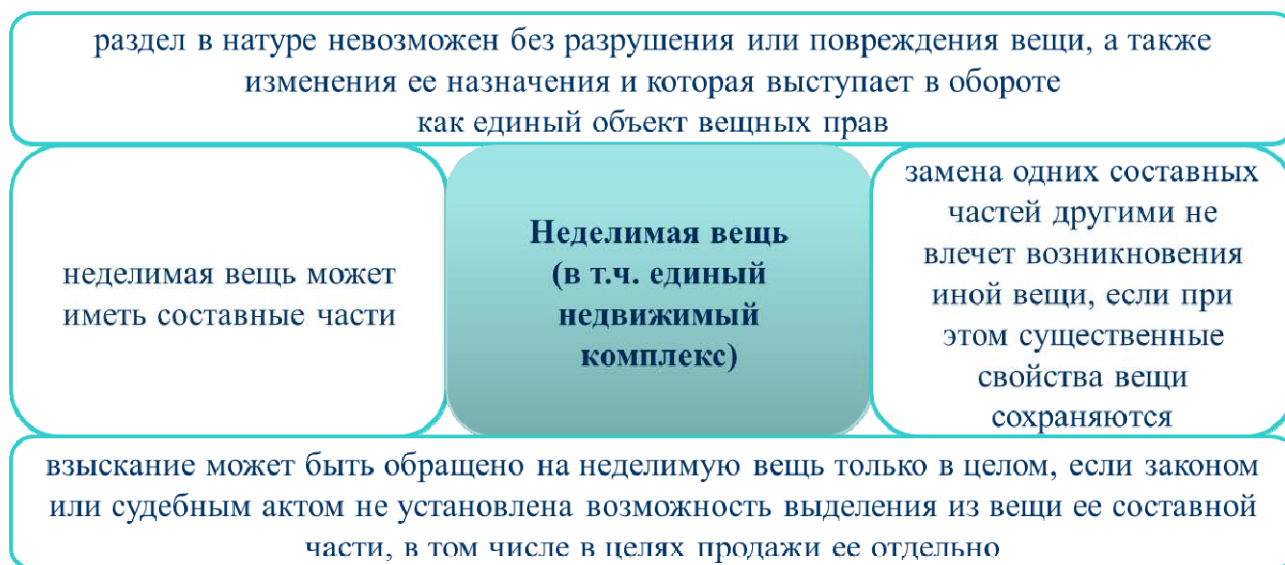 раздел в натуре невозможен без разрушения или повреждения вещи, а также
изменения ее назначения и которая выступает в обороте
как единый объект вещных прав
неделимая вещь может
иметь составные части
Неделимая вещь
(в т.ч. единый
недвижимый
комплекс)
замена одних составных
частей другими не
влечет возникновения
иной вещи, если при
этом существенные
свойства вещи
сохраняются
взыскание может быть обращено на неделимую вещь только в целом, если законом
или судебным актом не установлена возможность выделения из вещи ее составной
части, в том числе в целях продажи ее отдельно